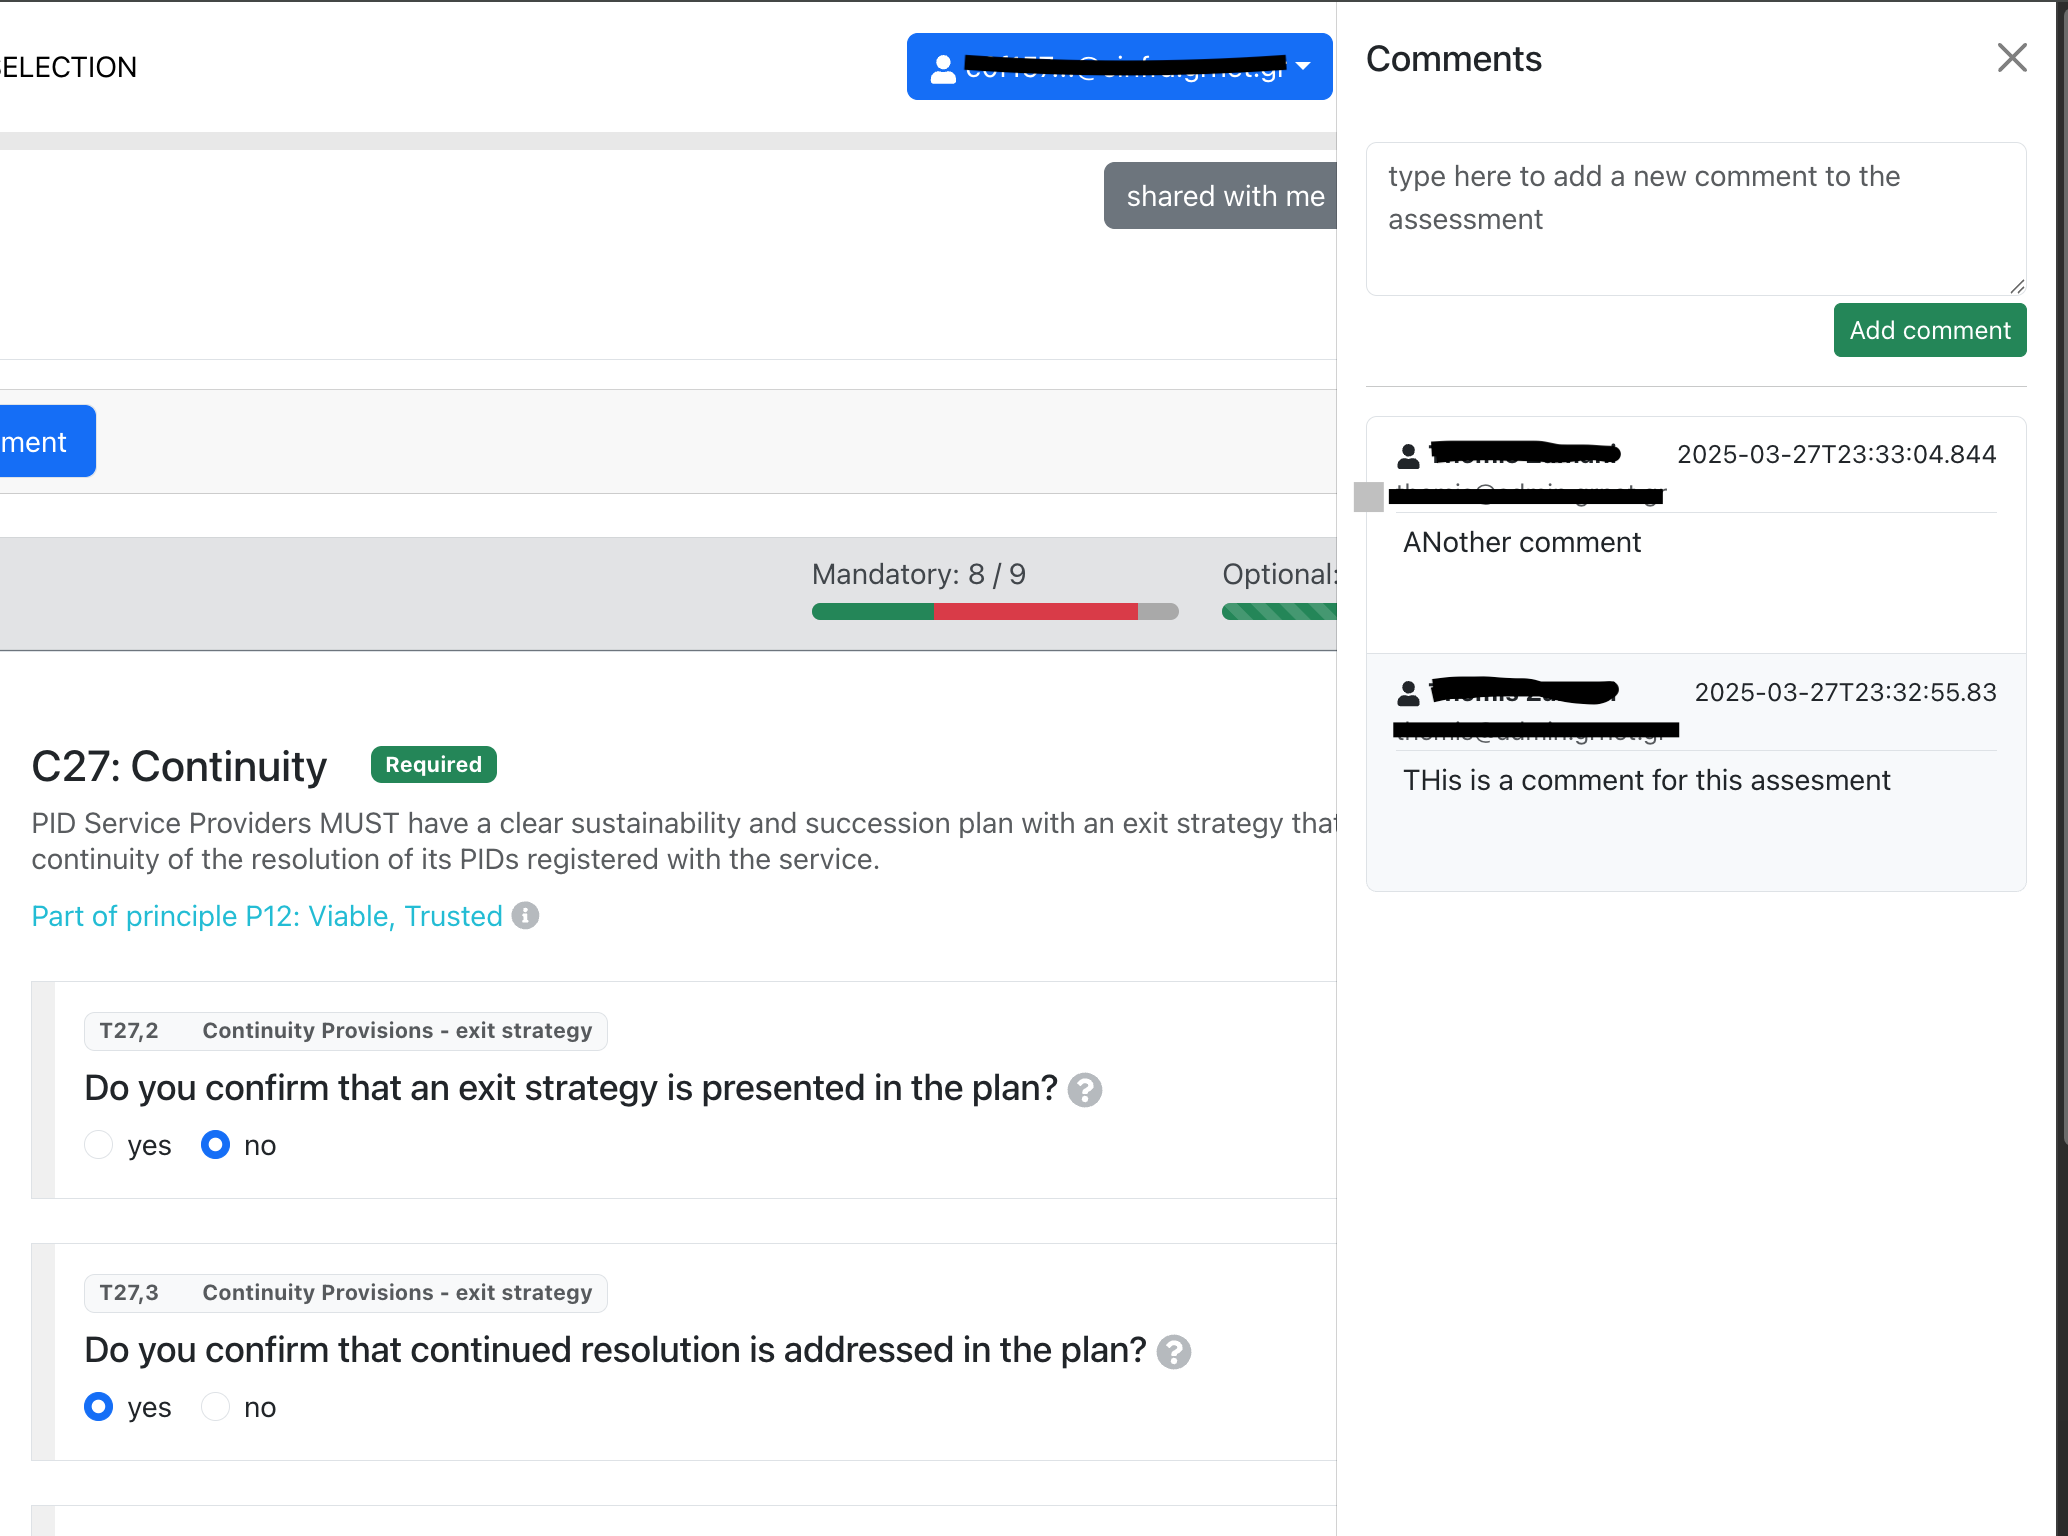 ELECTION
shared with me
ment
Mandatory: 8 / 9
Optional:
C27: Continuity
Required
PID Service Providers MUST have a clear sustainability and succession plan with an exit strategy that
continuity of the resolution of its PIDs registered with the service.
Part of principle P12: Viable, Trusted
T27,2 Continuity Provisions - exit strategy
Do you confirm that an exit strategy is presented in the plan?
yes no
T27,3 Continuity Provisions - exit strategy
Do you confirm that continued resolution is addressed in the plan?
yes no
Comments
type here to add a new comment to the
assessment
Add comment
2025-03-27T23:33:04.844
ANother comment
2025-03-27T23:32:55.83
THis is a comment for this assesment